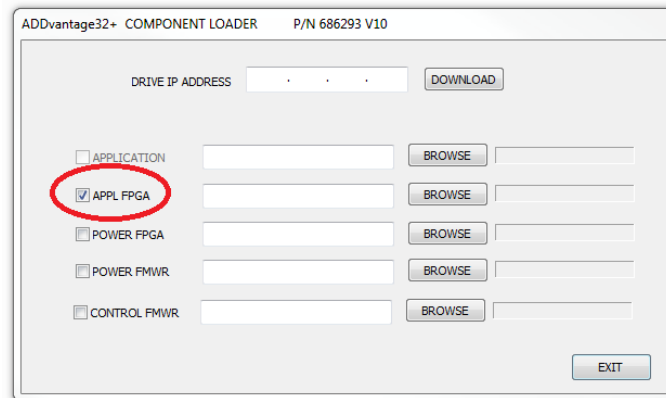 ADDvantage32+ COMPONENT LOADER P/N 686293 V10
DRIVE IP ADDRESS . . . DOWNLOAD
APPLICATION BROWSE
APPL FPGA BROWSE
POWER FPGA BROWSE
POWER FMWR BROWSE
CONTROL FMWR BROWSE
EXIT